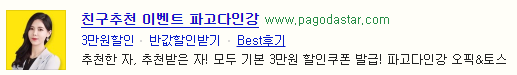 친구추천 이벤트 파고다인강 www.pagodastar.com
3만원할인 · 반값할인받기 · Best후기
추천한 자, 추천받은 자! 모두 기본 3만원 할인쿠폰 발급! 파고다인강 오픽&토스